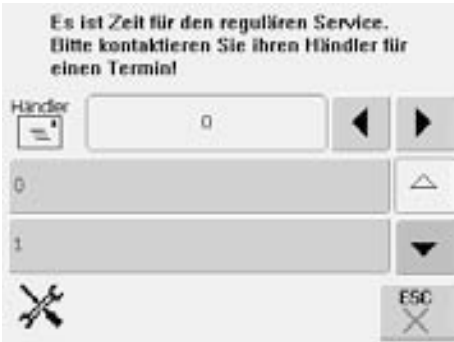 Es ist Zeit für den regulären Service.
Bitte kontaktieren Sie ihren Händler für
einen Termin!
Händler
0
0
1
ESC